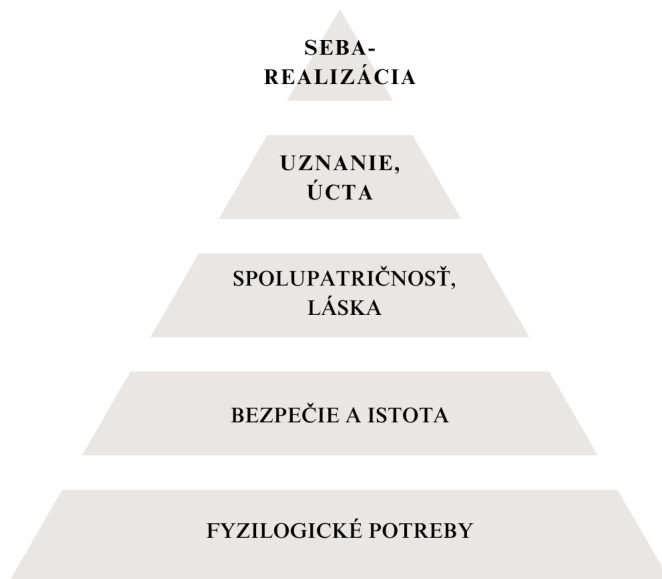 SEBA-
REALIZÁCIA
UZNANIE,
ÚCTA
SPOLUPATRIČNOSŤ,
LÁSKA
BEZPEČIE A ISTOTA
FYZILOGICKÉ POTREBY